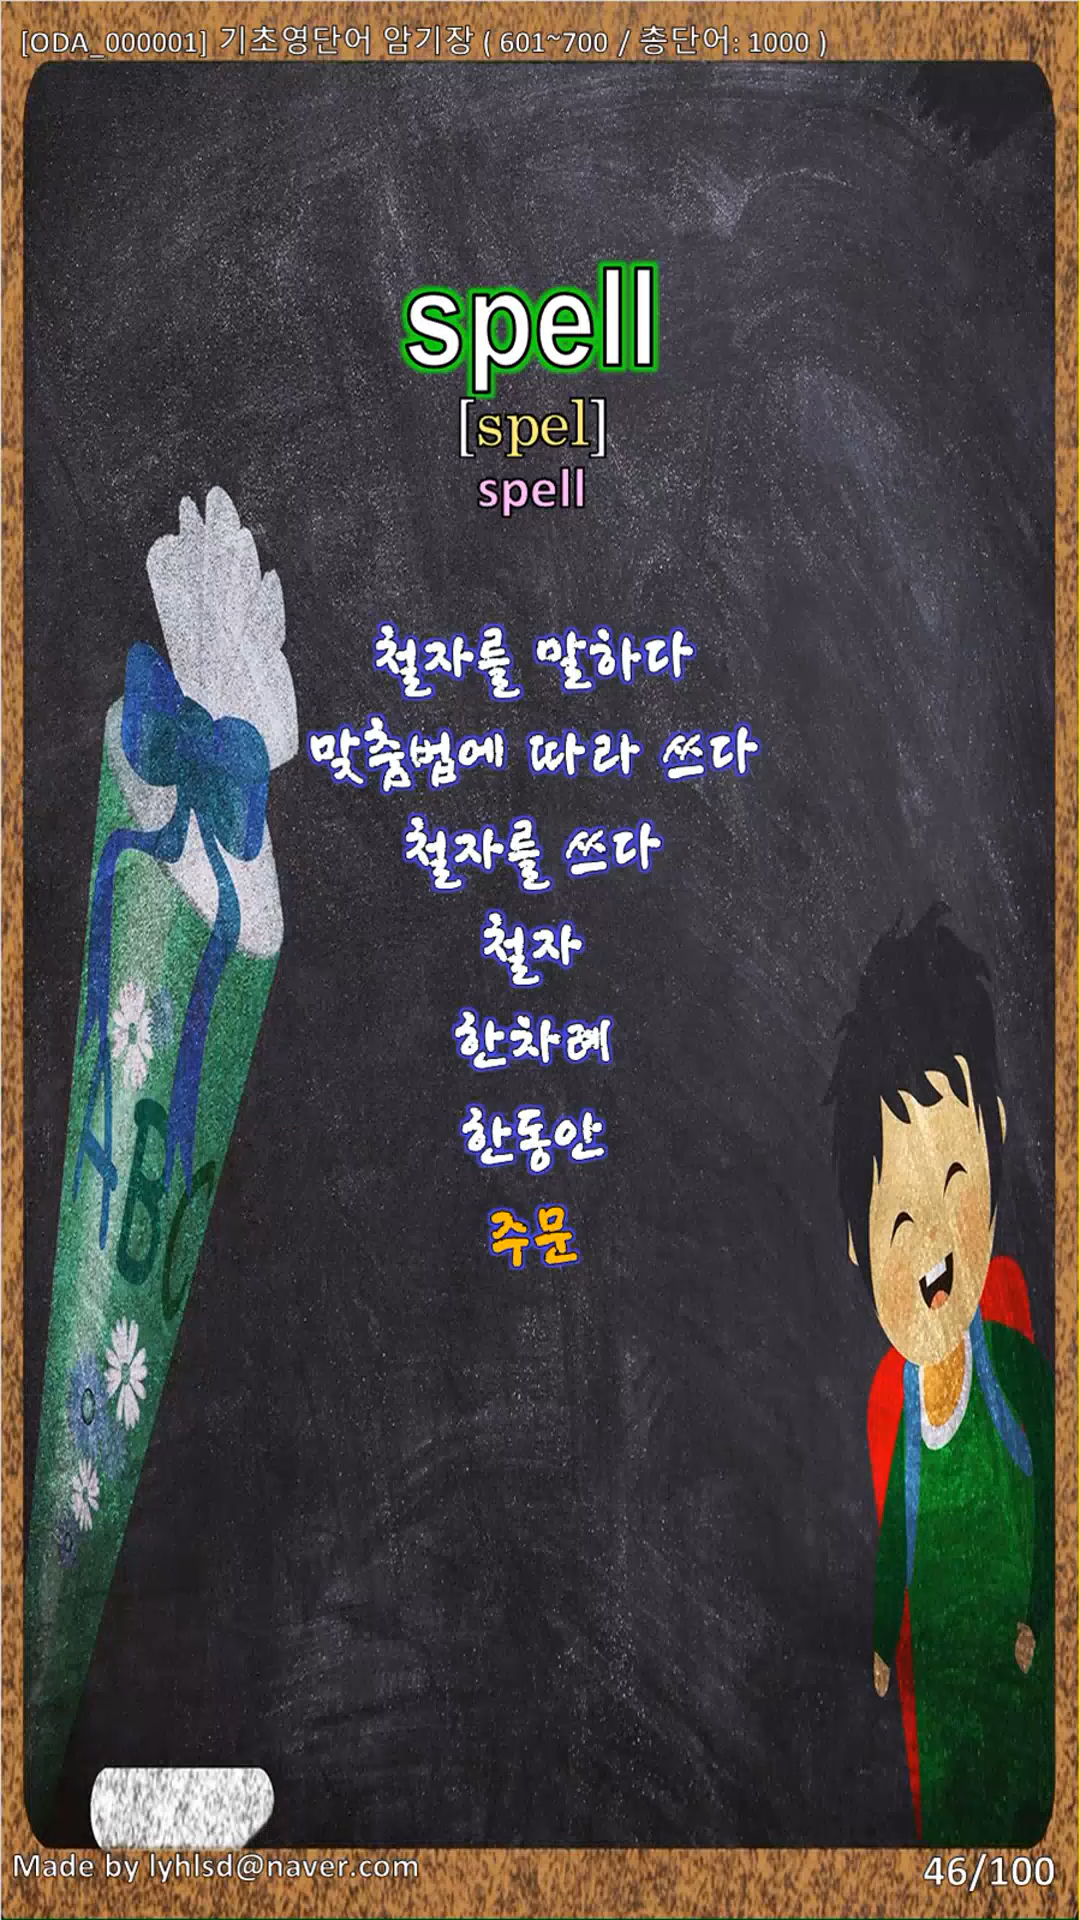 [ODA_000001] 기초영단어 암기장 ( 601~700 / 총단어: 1000 )
spell
[spel]
spell
철자를 말하다
맞춤법에 따라 쓰다
철자를 쓰다
철자
한차례
한동안
주문
ABC
Made by lyhlsd@naver.com
46/100